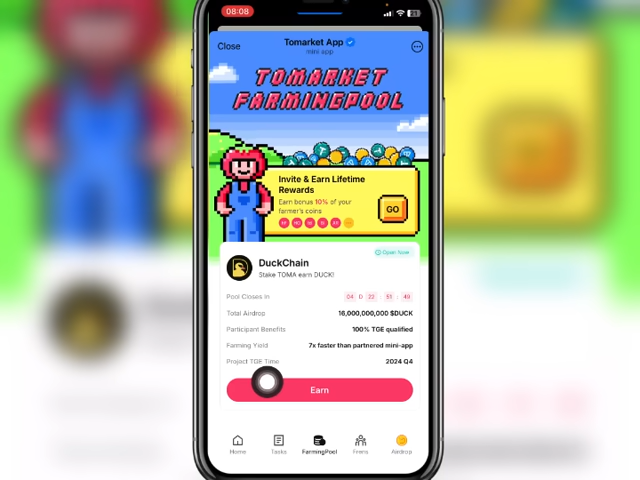 08:08
21
Close
Tomarket App
mini app
TOMARKET
FARMINGPOOL
Invite & Earn Lifetime
Rewards
Earn bonus 10% of your
farmer's coins
GO
Open Now
DuckChain
Stake TOMA earn DUCK!
Pool Closes In 04 D 22 : 51 : 49
Total Airdrop 16,000,000,000 $DUCK
Participant Benefits 100% TGE qualified
Farming Yield 7x faster than partnered mini-app
Project TGE Time 2024 Q4
Earn
Home Tasks FarmingPool Frens Airdrop